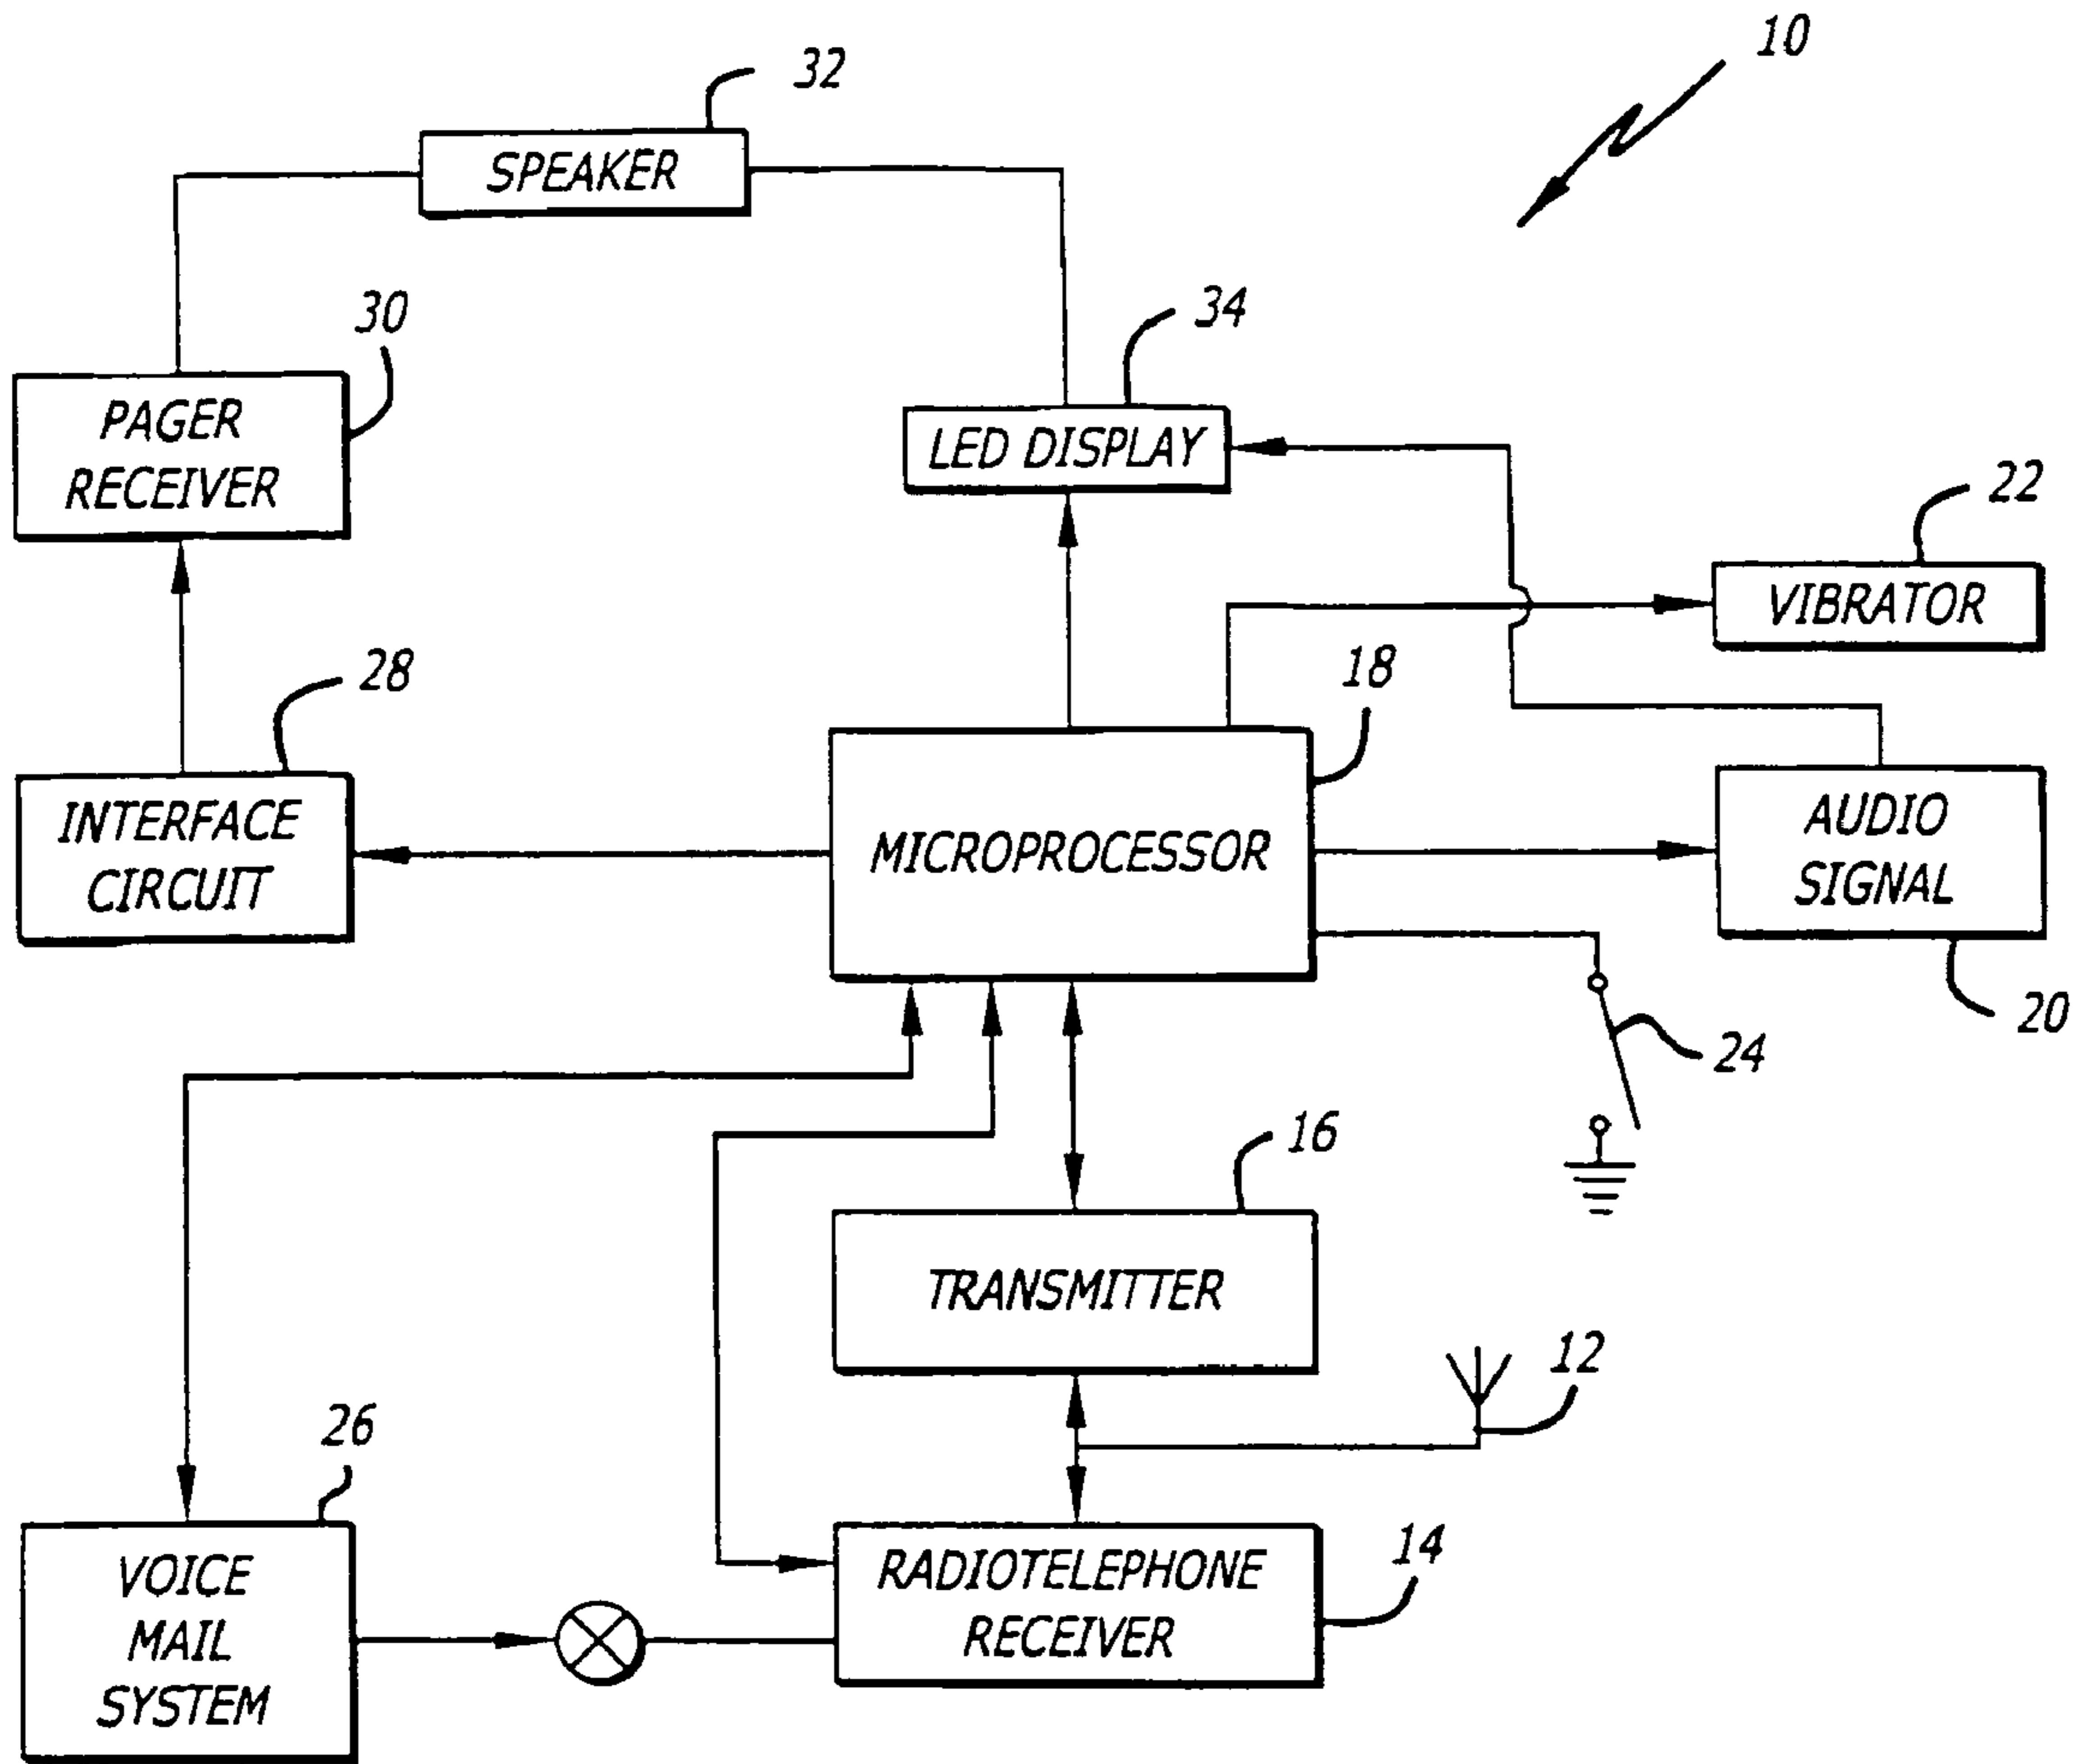 10
32
SPEAKER
30
34
PAGER
RECEIVER
LED DISPLAY
22
VIBRATOR
28
18
INTERFACE
CIRCUIT
MICROPROCESSOR
AUDIO
SIGNAL
20
24
16
TRANSMITTER
12
26
14
VOICE
MAIL
SYSTEM
RADIOTELEPHONE
RECEIVER